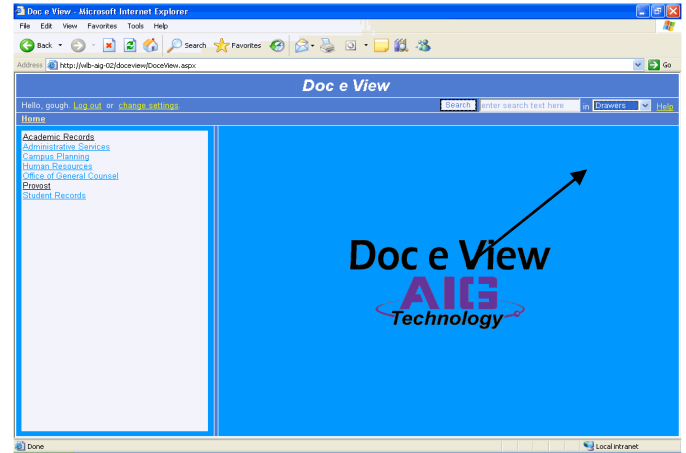 Doc e View - Microsoft Internet Explorer
File Edit View Favorites Tools Help
Back Search Favorites
Address http://wlb-aig-02/doceview/DoceView.aspx Go
Doc e View
Hello, gough. Log out or change settings. Search enter search text here in Drawers Help
Home
Academic Records
Administrative Services
Campus Planning
Human Resources
Office of General Counsel
Provost
Student Records
Doc e View
AIG
Technology
Done Local intranet